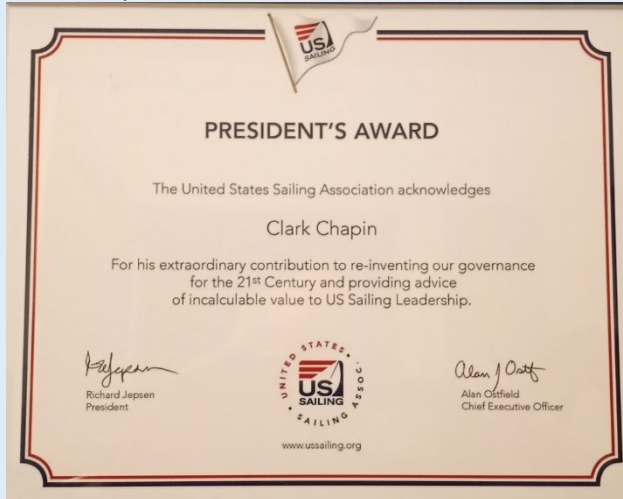 US
SAILING
PRESIDENT'S AWARD
The United States Sailing Association acknowledges
Clark Chapin
For his extraordinary contribution to re-inventing our governance
for the 21st Century and providing advice
of incalculable value to US Sailing Leadership.
Richard Jepsen
President
UNITED STATES
US
SAILING
SAILING ASSOC.
Alan J Ostf
Alan Ostfield
Chief Executive Officer
www.ussailing.org